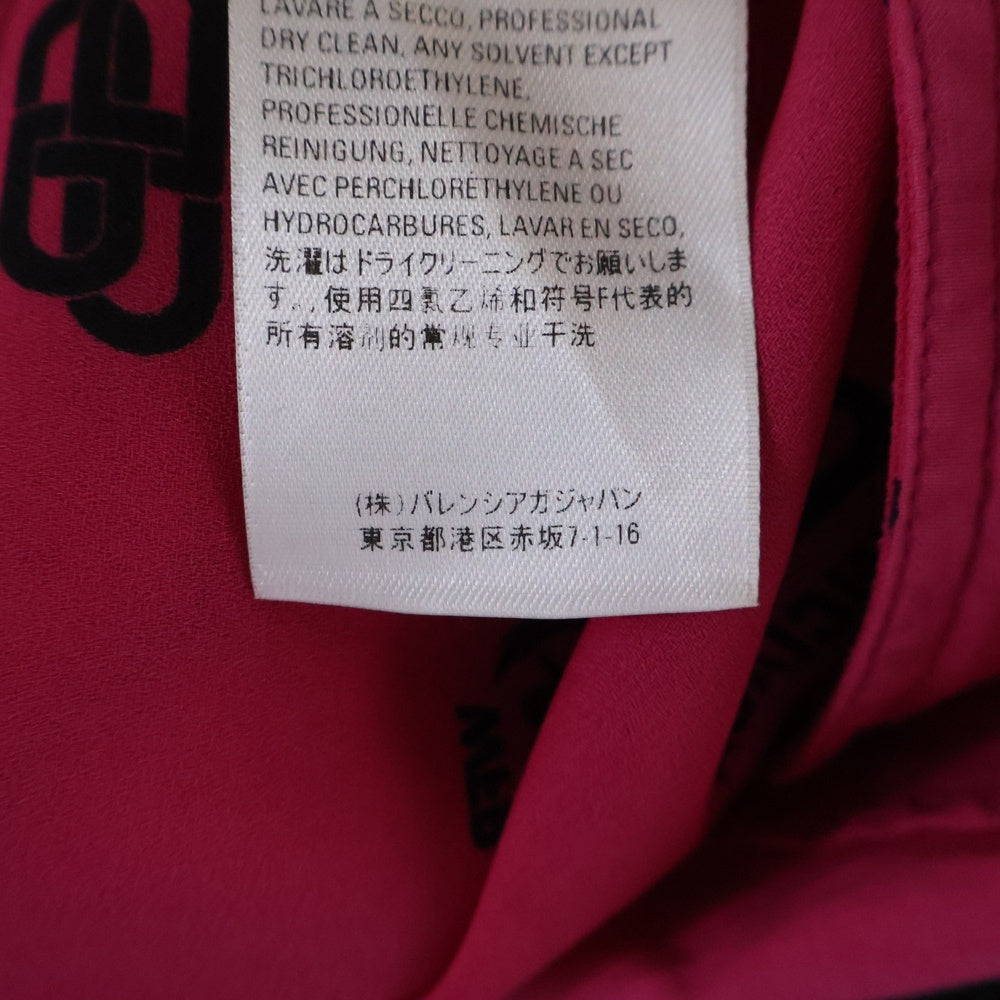 LAVARE A SECCO, PROFESSIONAL
DRY CLEAN, ANY SOLVENT EXCEPT
TRICHLOROETHYLENE,
PROFESSIONELLE CHEMISCHE
REINIGUNG, NETTOYAGE A SEC
AVEC PERCHLORÉTHYLENE OU
HYDROCARBURES, LAVAR EN SECO,
洗濯はドライクリーニングでお願いしま
す。,使用四氯乙烯和符号F代表的
所有溶剂的常规专业干洗
(株)バレンシアガジャパン
東京都港区赤坂7-1-16